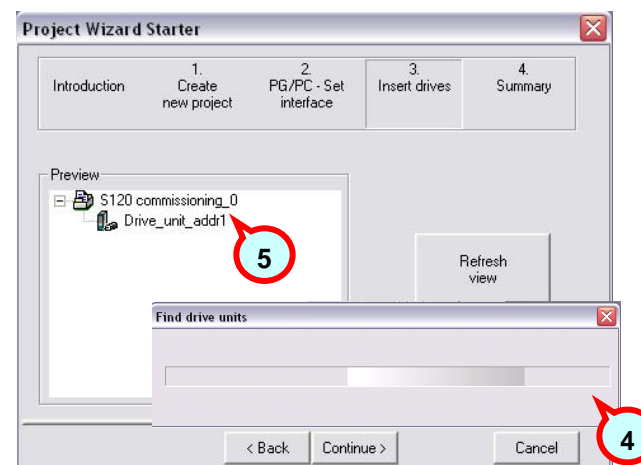 Project Wizard Starter
Introduction
1.
Create
new project
2.
PG/PC - Set
interface
3.
Insert drives
4.
Summary
Preview
S120 commissioning_0
Drive_unit_addr1
5
Refresh
view
Find drive units
4
< Back
Continue >
Cancel